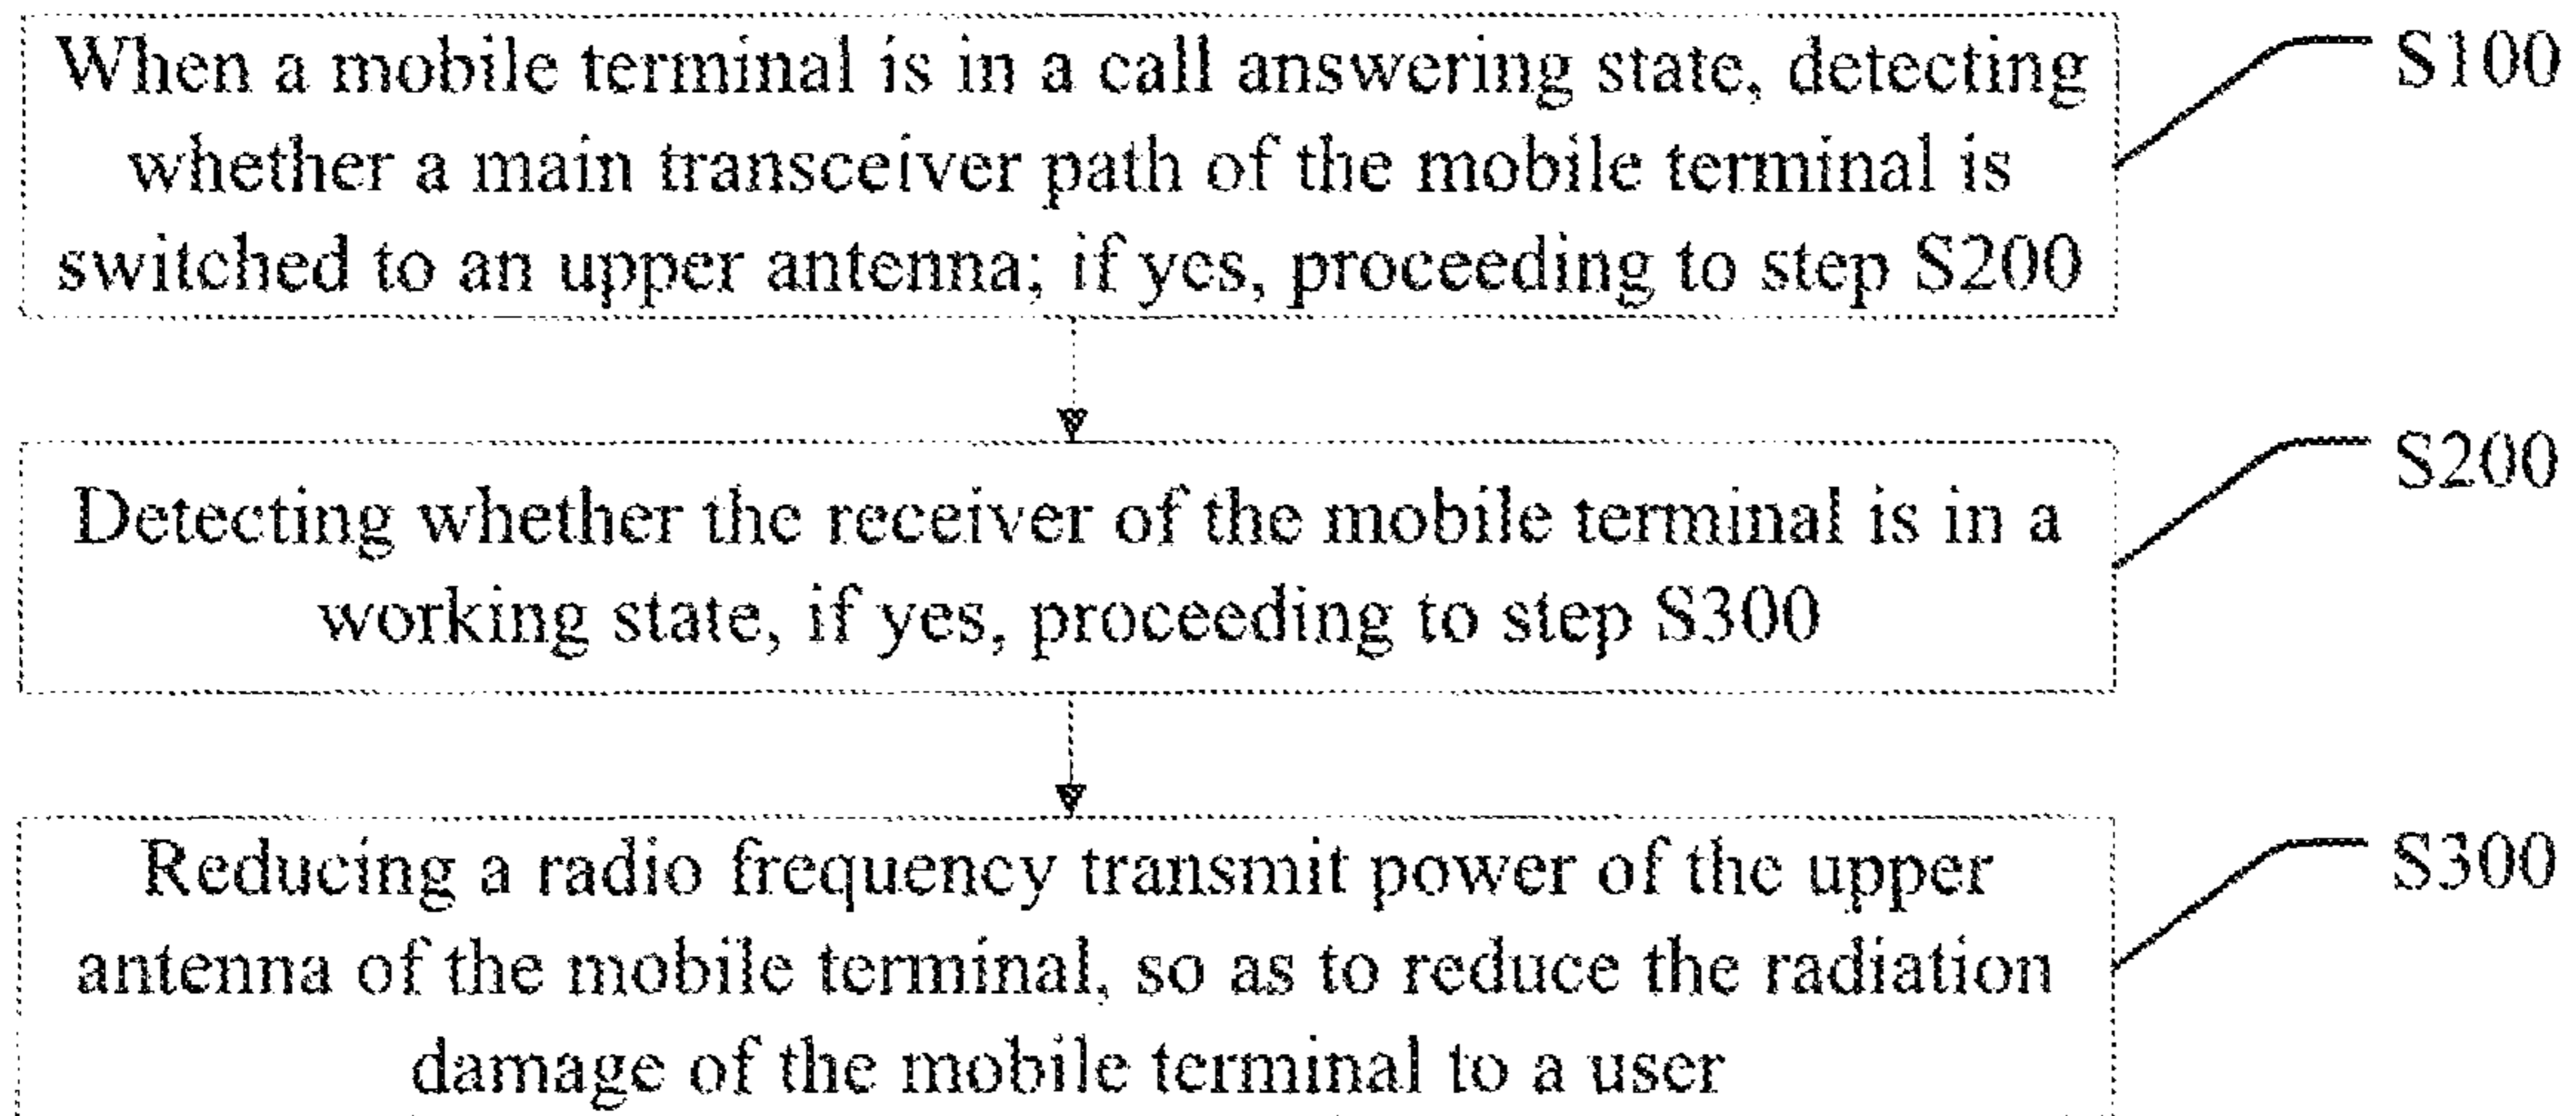 When a mobile terminal is in a call answering state, detecting
whether a main transceiver path of the mobile terminal is
switched to an upper antenna; if yes, proceeding to step S200
S100
Detecting whether the receiver of the mobile terminal is in a
working state, if yes, proceeding to step S300
S200
Reducing a radio frequency transmit power of the upper
antenna of the mobile terminal, so as to reduce the radiation
damage of the mobile terminal to a user
S300